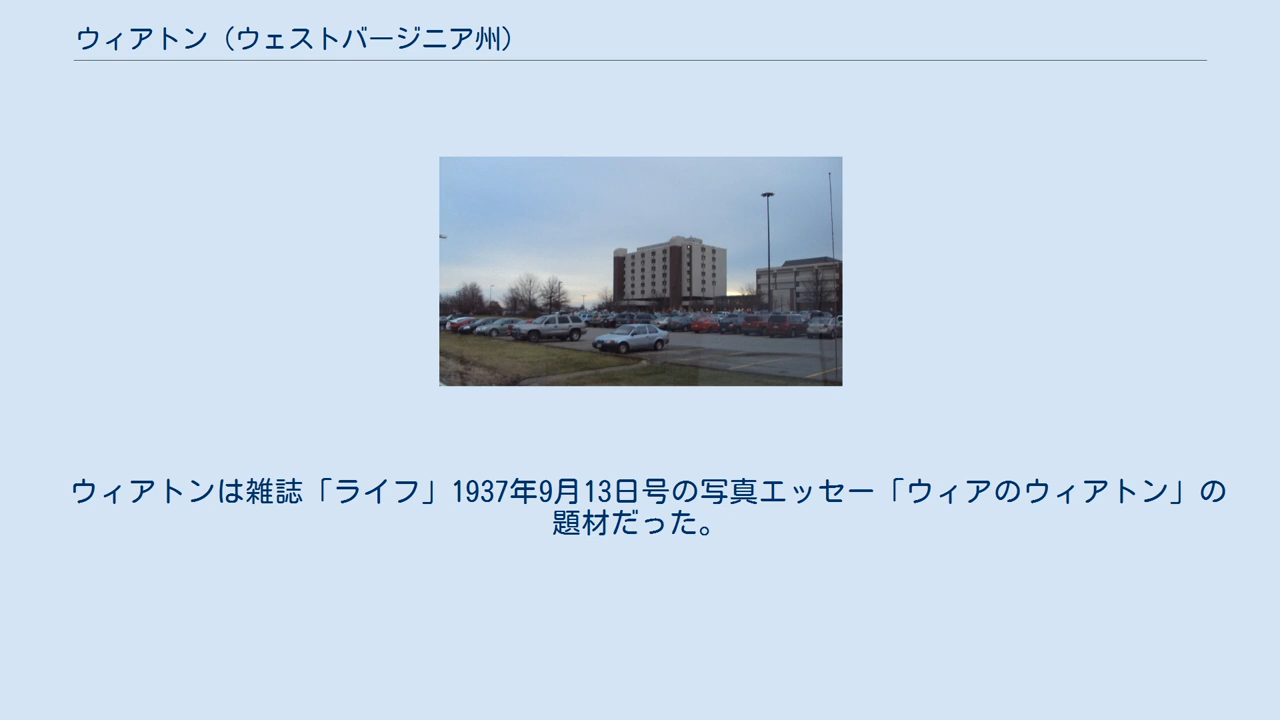 ウィアトン（ウェストバージニア州）
ウィアトンは雑誌「ライフ」1937年9月13日号の写真エッセー「ウィアのウィアトン」の
題材だった。